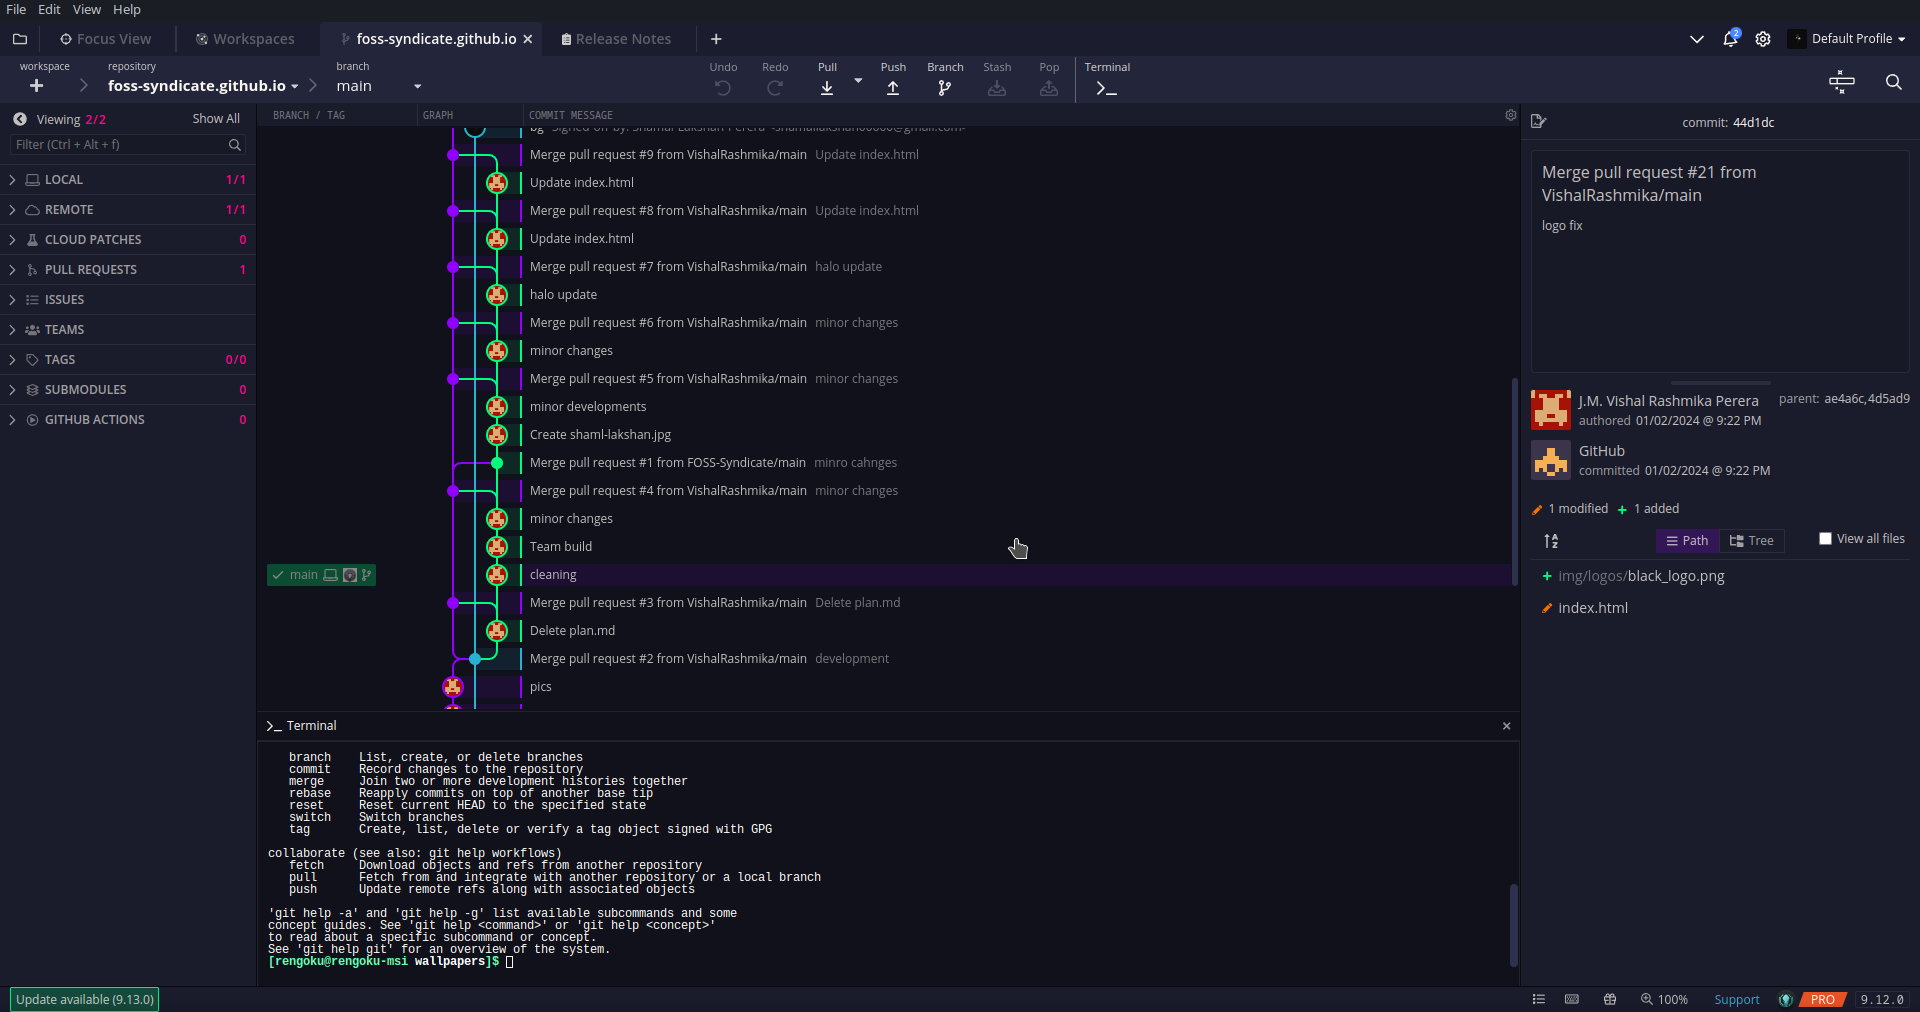 File Edit View Help
Focus View
Workspaces
foss-syndicate.github.io
Release Notes
2
Default Profile
workspace
repository
foss-syndicate.github.io
branch
main
Undo
Redo
Pull
Push
Branch
Stash
Pop
Terminal
Viewing 2/2
Show All
Filter (Ctrl + Alt + f)
LOCAL 1/1
REMOTE 1/1
CLOUD PATCHES 0
PULL REQUESTS 1
ISSUES
TEAMS
TAGS 0/0
SUBMODULES 0
GITHUB ACTIONS 0
BRANCH / TAG
GRAPH
COMMIT MESSAGE
Merge pull request #9 from VishalRashmika/main Update index.html
Update index.html
Merge pull request #8 from VishalRashmika/main Update index.html
Update index.html
Merge pull request #7 from VishalRashmika/main halo update
halo update
Merge pull request #6 from VishalRashmika/main minor changes
minor changes
Merge pull request #5 from VishalRashmika/main minor changes
minor developments
Create shaml-lakshan.jpg
Merge pull request #1 from FOSS-Syndicate/main minro cahnges
Merge pull request #4 from VishalRashmika/main minor changes
minor changes
Team build
main
cleaning
Merge pull request #3 from VishalRashmika/main Delete plan.md
Delete plan.md
Merge pull request #2 from VishalRashmika/main development
pics
commit: 44d1dc
Merge pull request #21 from
VishalRashmika/main
logo fix
J.M. Vishal Rashmika Perera
authored 01/02/2024 @ 9:22 PM
parent: ae4a6c,4d5ad9
GitHub
committed 01/02/2024 @ 9:22 PM
1 modified + 1 added
Path
Tree
View all files
+ img/logos/black_logo.png
index.html
>_ Terminal
branch List, create, or delete branches
commit Record changes to the repository
merge Join two or more development histories together
rebase Reapply commits on top of another base tip
reset Reset current HEAD to the specified state
switch Switch branches
tag Create, list, delete or verify a tag object signed with GPG
collaborate (see also: git help workflows)
fetch Download objects and refs from another repository
pull Fetch from and integrate with another repository or a local branch
push Update remote refs along with associated objects
'git help -a' and 'git help -g' list available subcommands and some
concept guides. See 'git help <command>' or 'git help <concept>'
to read about a specific subcommand or concept.
See 'git help git' for an overview of the system.
[rengoku@rengoku-msi wallpapers]$
Update available (9.13.0)
100%
Support
PRO
9.12.0